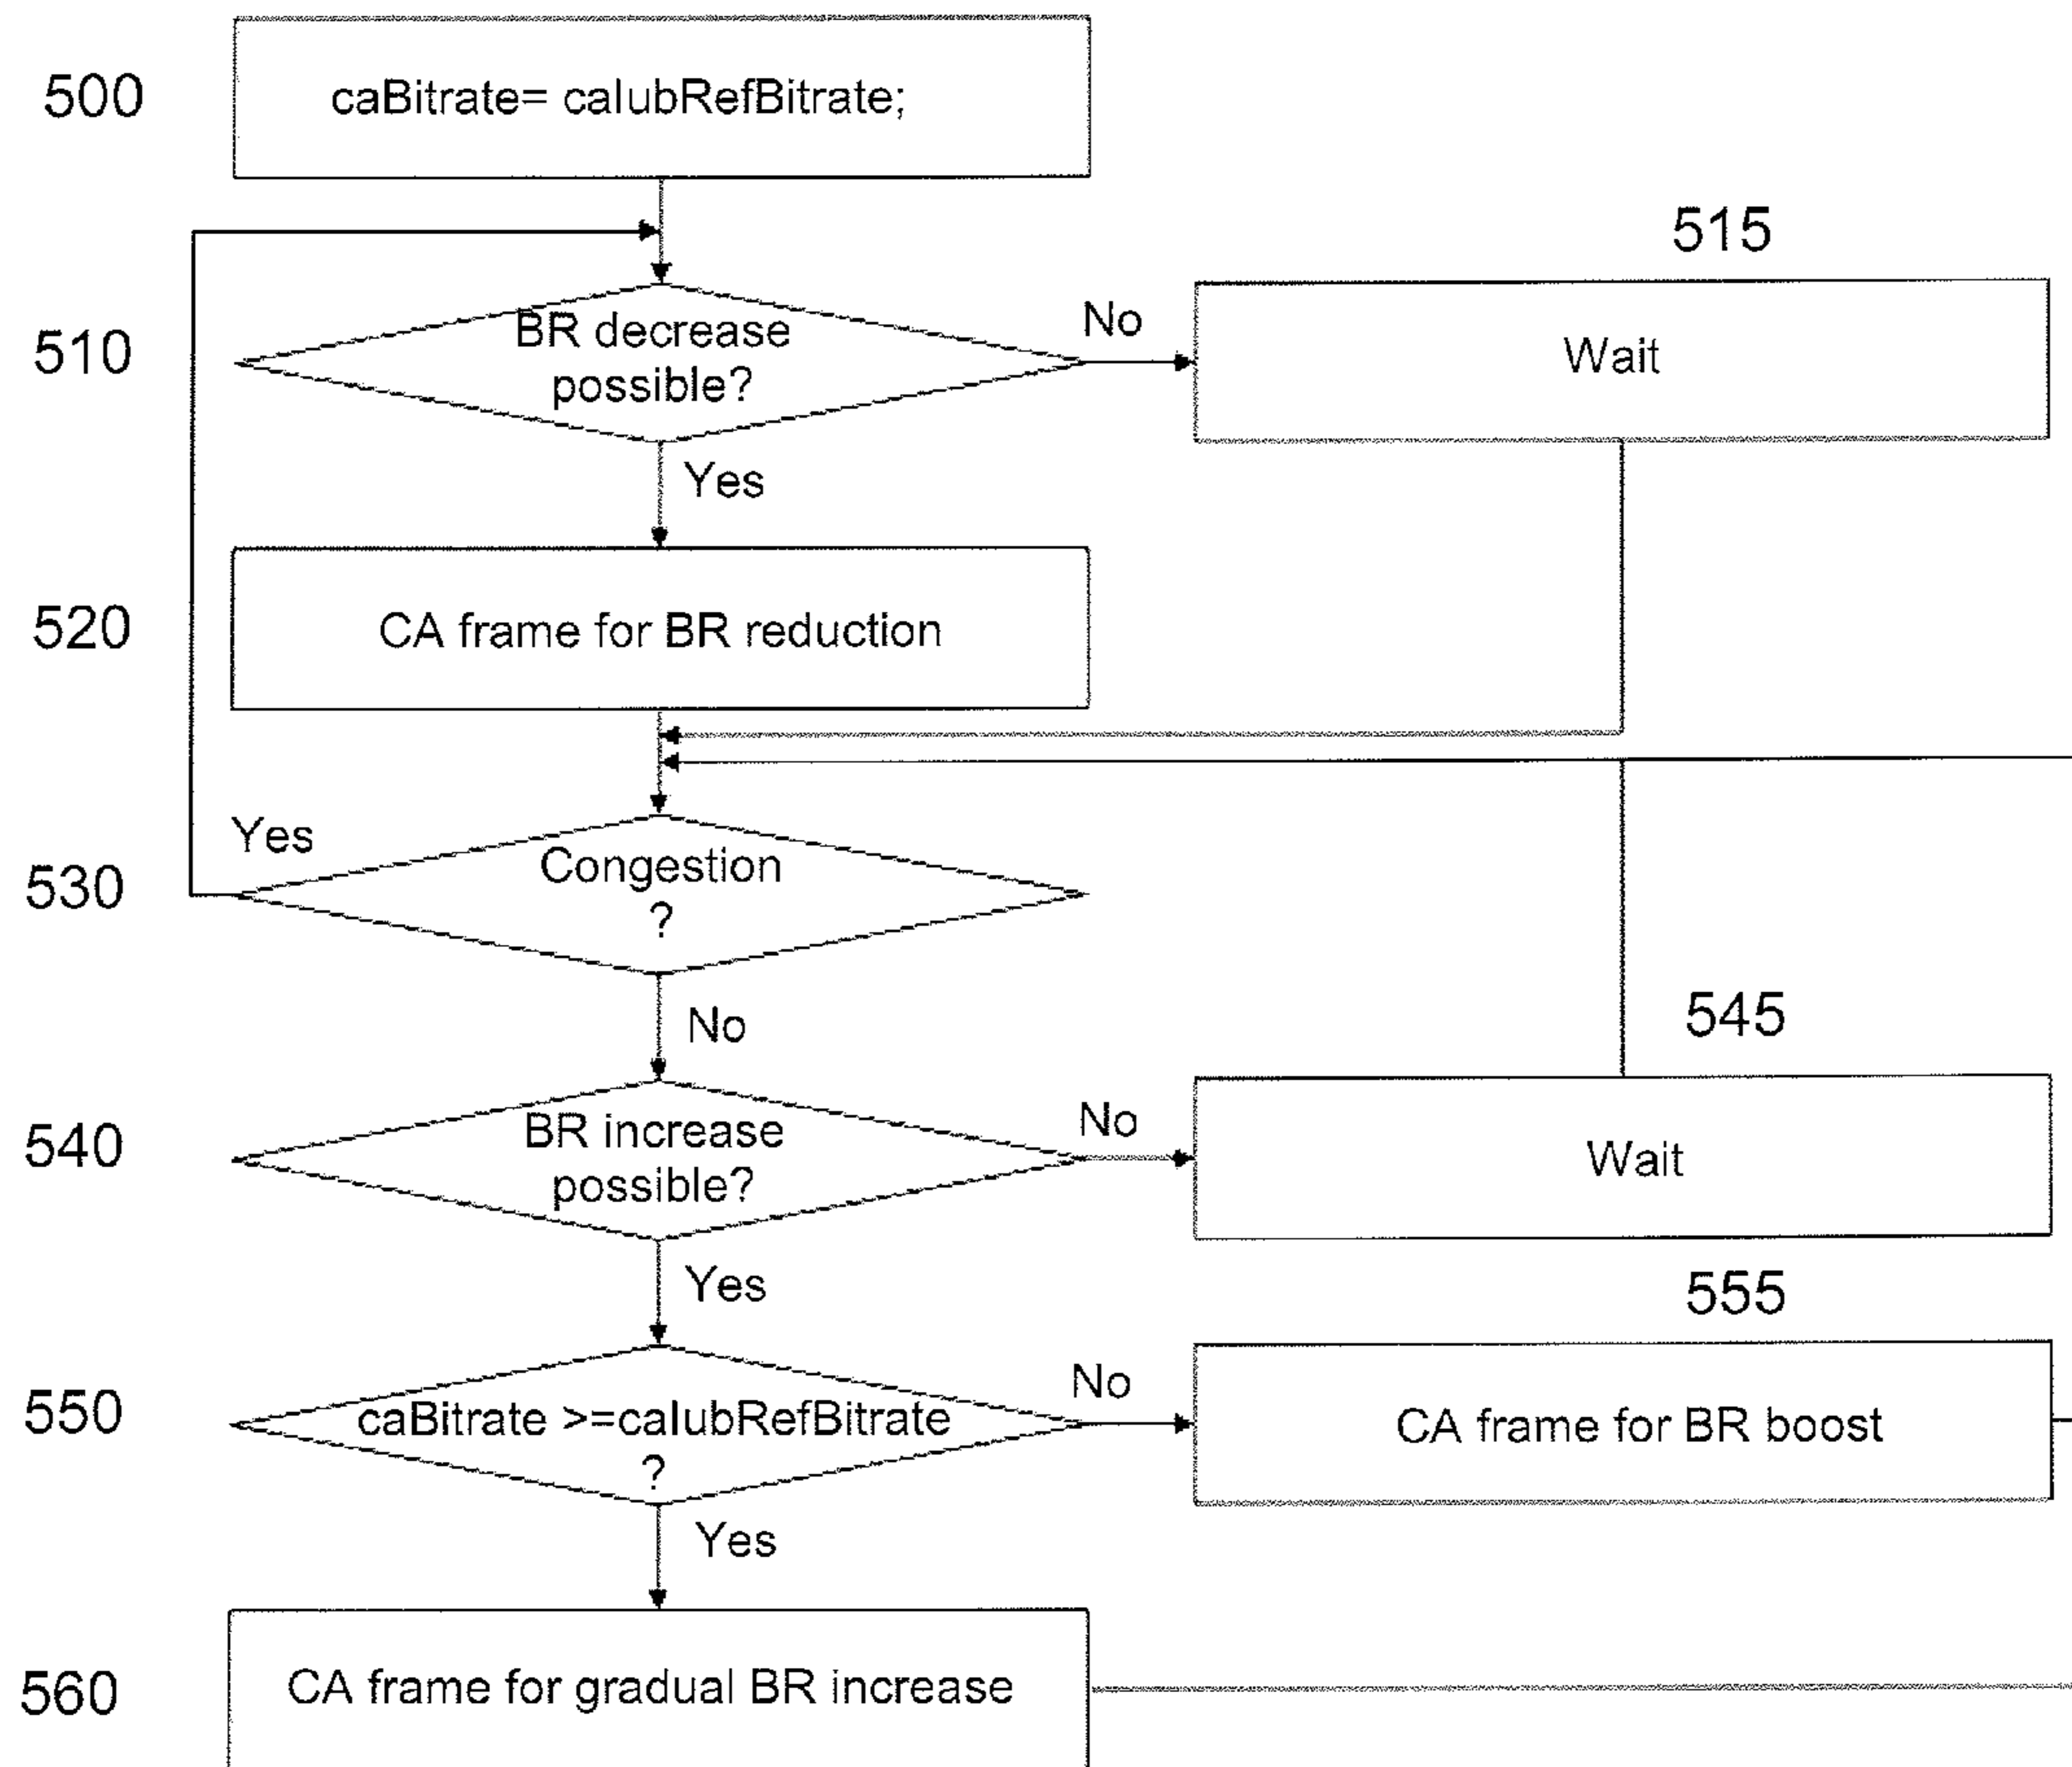 500
caBitrate= caIubRefBitrate;
515
510
BR decrease
possible?
No
Wait
Yes
520
CA frame for BR reduction
Yes
530
Congestion
?
No
545
540
BR increase
possible?
No
Wait
Yes
555
550
caBitrate >=caIubRefBitrate
?
No
CA frame for BR boost
Yes
560
CA frame for gradual BR increase